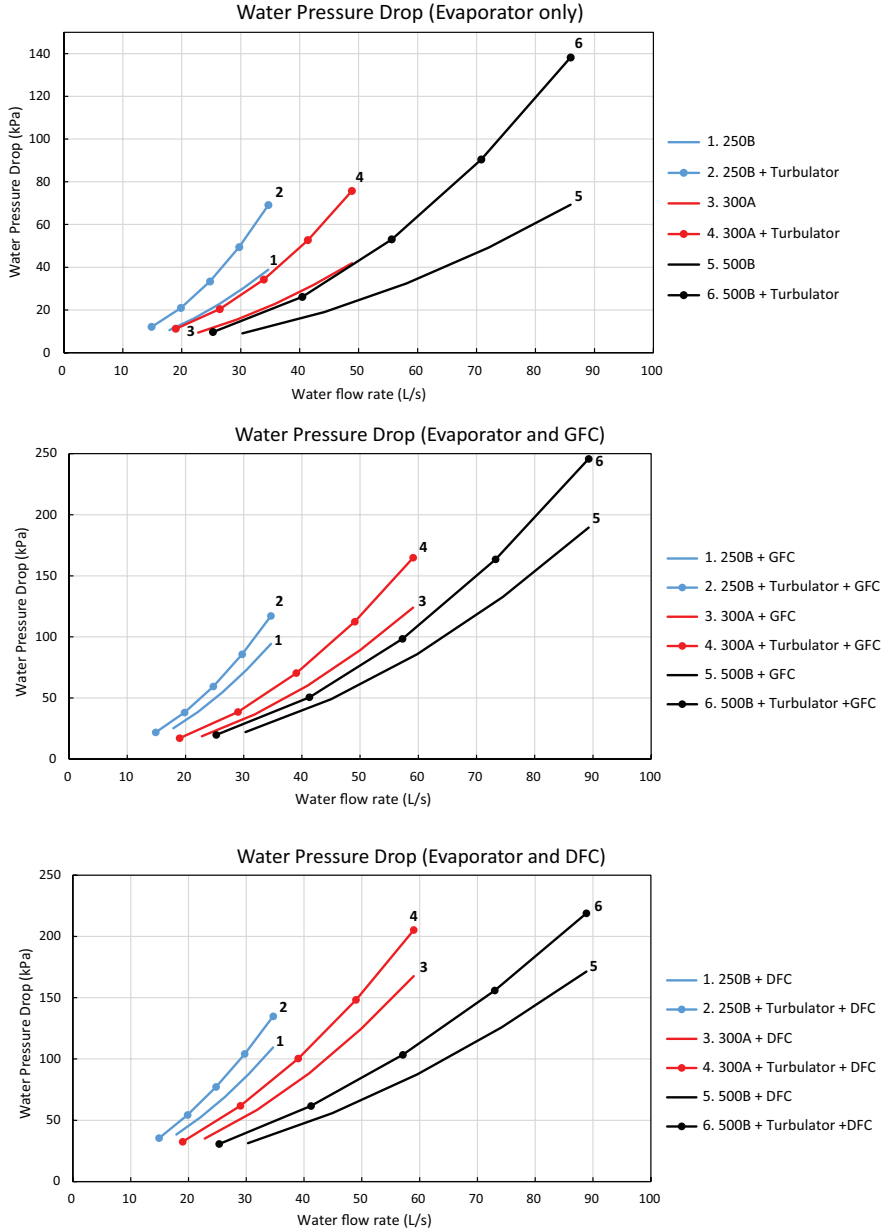 Water Pressure Drop (Evaporator only)
Water Pressure Drop (kPa)
140
120
100
80
60
40
20
0
0 10 20 30 40 50 60 70 80 90 100
Water flow rate (L/s)
1
2
3
4
5
6
1. 250B
2. 250B + Turbulator
3. 300A
4. 300A + Turbulator
5. 500B
6. 500B + Turbulator
Water Pressure Drop (Evaporator and GFC)
Water Pressure Drop (kPa)
250
200
150
100
50
0
0 10 20 30 40 50 60 70 80 90 100
Water flow rate (L/s)
1
2
3
4
5
6
1. 250B + GFC
2. 250B + Turbulator + GFC
3. 300A + GFC
4. 300A + Turbulator + GFC
5. 500B + GFC
6. 500B + Turbulator +GFC
Water Pressure Drop (Evaporator and DFC)
Water Pressure Drop (kPa)
250
200
150
100
50
0
0 10 20 30 40 50 60 70 80 90 100
Water flow rate (L/s)
1
2
3
4
5
6
1. 250B + DFC
2. 250B + Turbulator + DFC
3. 300A + DFC
4. 300A + Turbulator + DFC
5. 500B + DFC
6. 500B + Turbulator +DFC